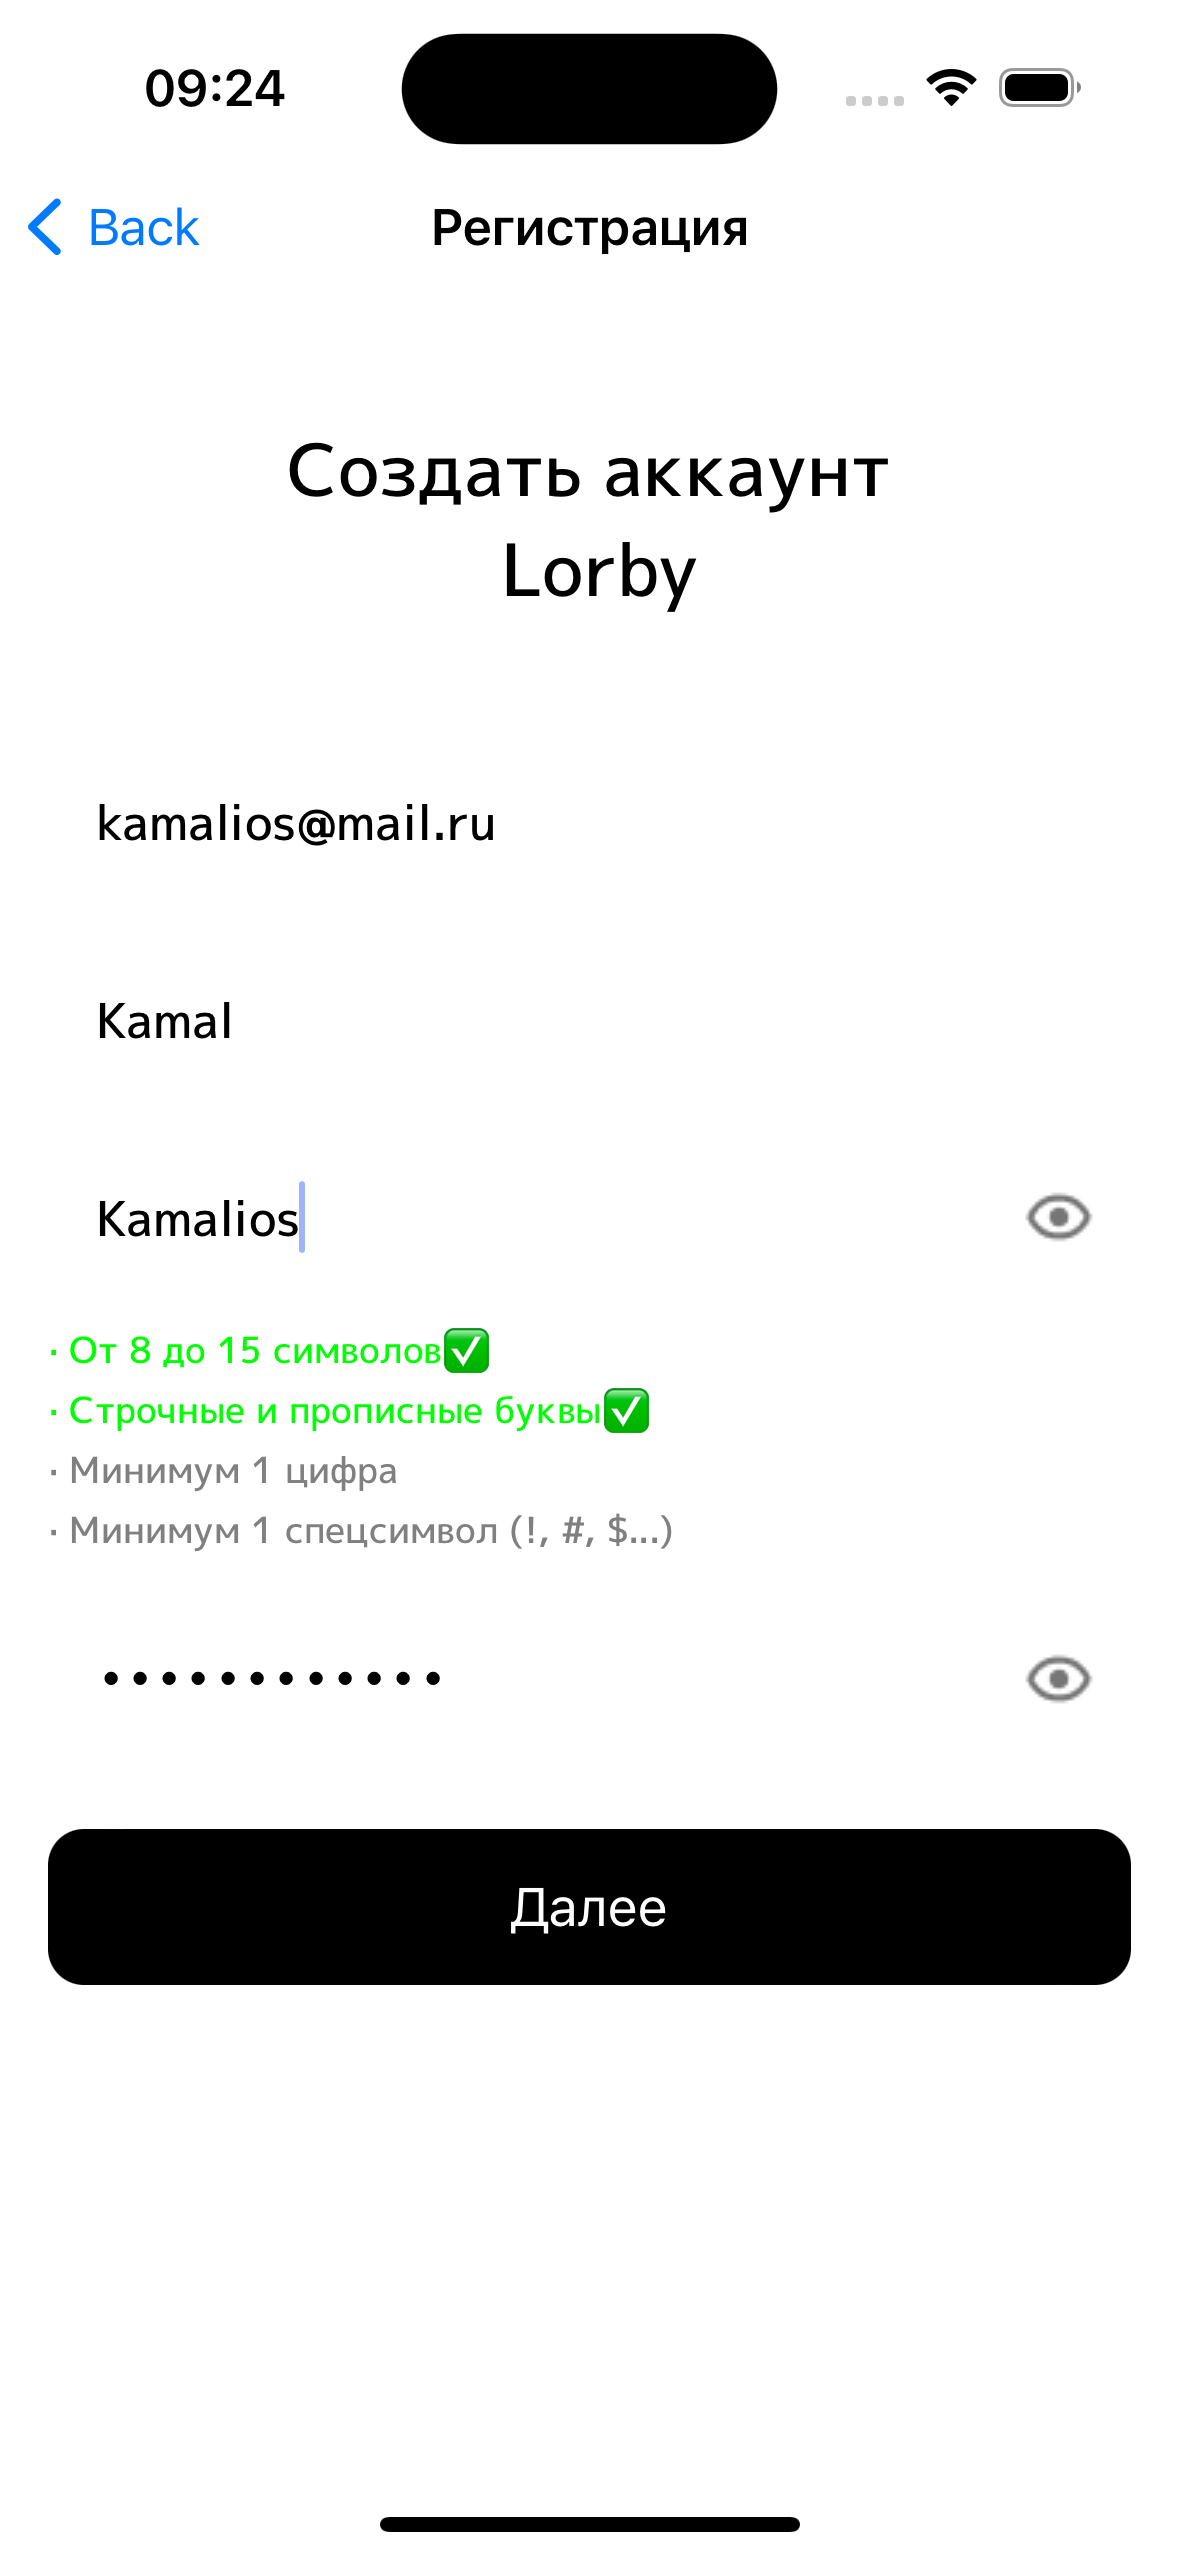 09:24
Back
Регистрация
Создать аккаунт
Lorby
kamalios@mail.ru
Kamal
Kamalios
· От 8 до 15 символов✅
· Строчные и прописные буквы✅
· Минимум 1 цифра
· Минимум 1 спецсимвол (!, #, $...)
••••••••••••
Далее